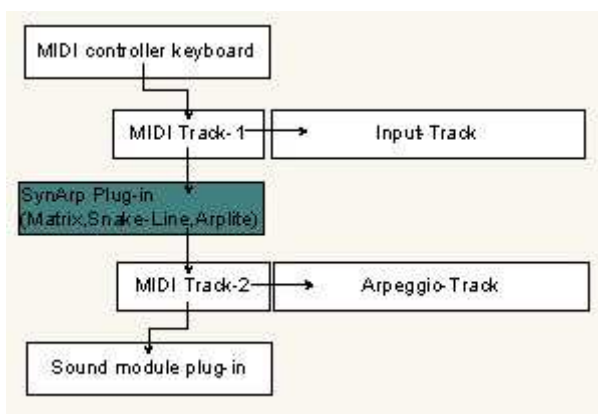 MIDI controller keyboard
MIDI Track-1
Input-Track
SynArp Plug-in
(Matrix,Snake-Line,Arplite)
MIDI Track-2
Arpeggio-Track
Sound module plug-in